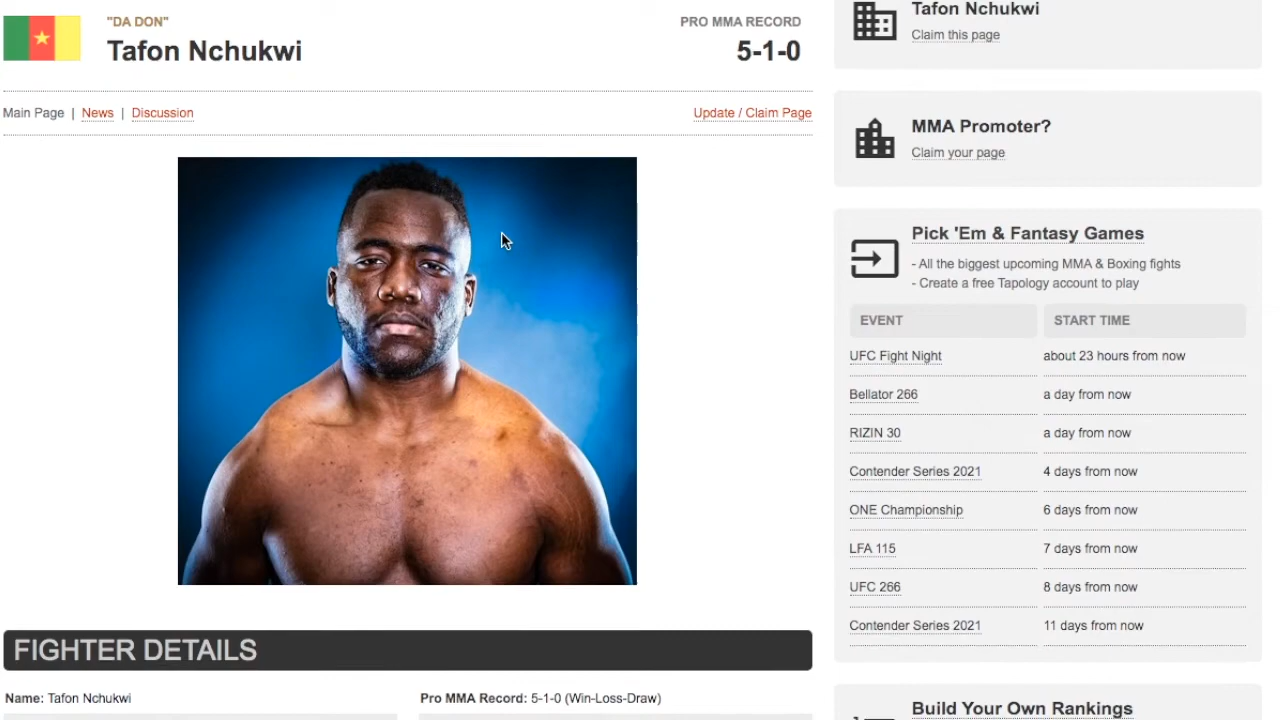 "DA DON"
Tafon Nchukwi
PRO MMA RECORD
5-1-0
Main Page | News | Discussion
Update / Claim Page
FIGHTER DETAILS
Name: Tafon Nchukwi
Pro MMA Record: 5-1-0 (Win-Loss-Draw)
Tafon Nchukwi
Claim this page
MMA Promoter?
Claim your page
Pick 'Em & Fantasy Games
- All the biggest upcoming MMA & Boxing fights
- Create a free Tapology account to play
EVENT START TIME
UFC Fight Night about 23 hours from now
Bellator 266 a day from now
RIZIN 30 a day from now
Contender Series 2021 4 days from now
ONE Championship 6 days from now
LFA 115 7 days from now
UFC 266 8 days from now
Contender Series 2021 11 days from now
Build Your Own Rankings